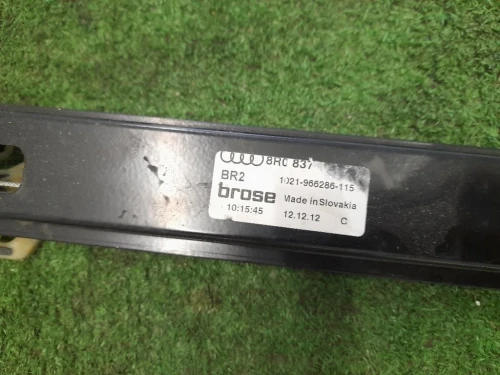 8R0 837
BR2 1021-966286-115
brose Made in Slovakia
10:15:45 12.12.12 C